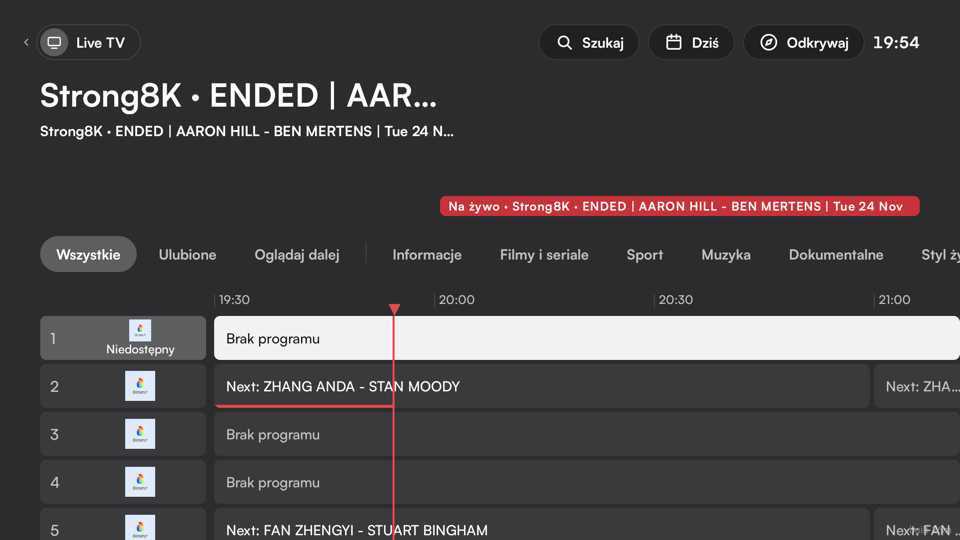 Live TV
Szukaj
Dziś
Odkrywaj
19:54
Strong8K • ENDED | AAR...
Strong8K • ENDED | AARON HILL - BEN MERTENS | Tue 24 N...
Na żywo • Strong8K • ENDED | AARON HILL - BEN MERTENS | Tue 24 Nov
Wszystkie Ulubione Oglądaj dalej Informacje Filmy i seriale Sport Muzyka Dokumentalne Styl ży
19:30 20:00 20:30 21:00
1 Niedostępny Brak programu
2 Next: ZHANG ANDA - STAN MOODY Next: ZHA...
3 Brak programu
4 Brak programu
5 Next: FAN ZHENGYI - STUART BINGHAM Next: FAN ...